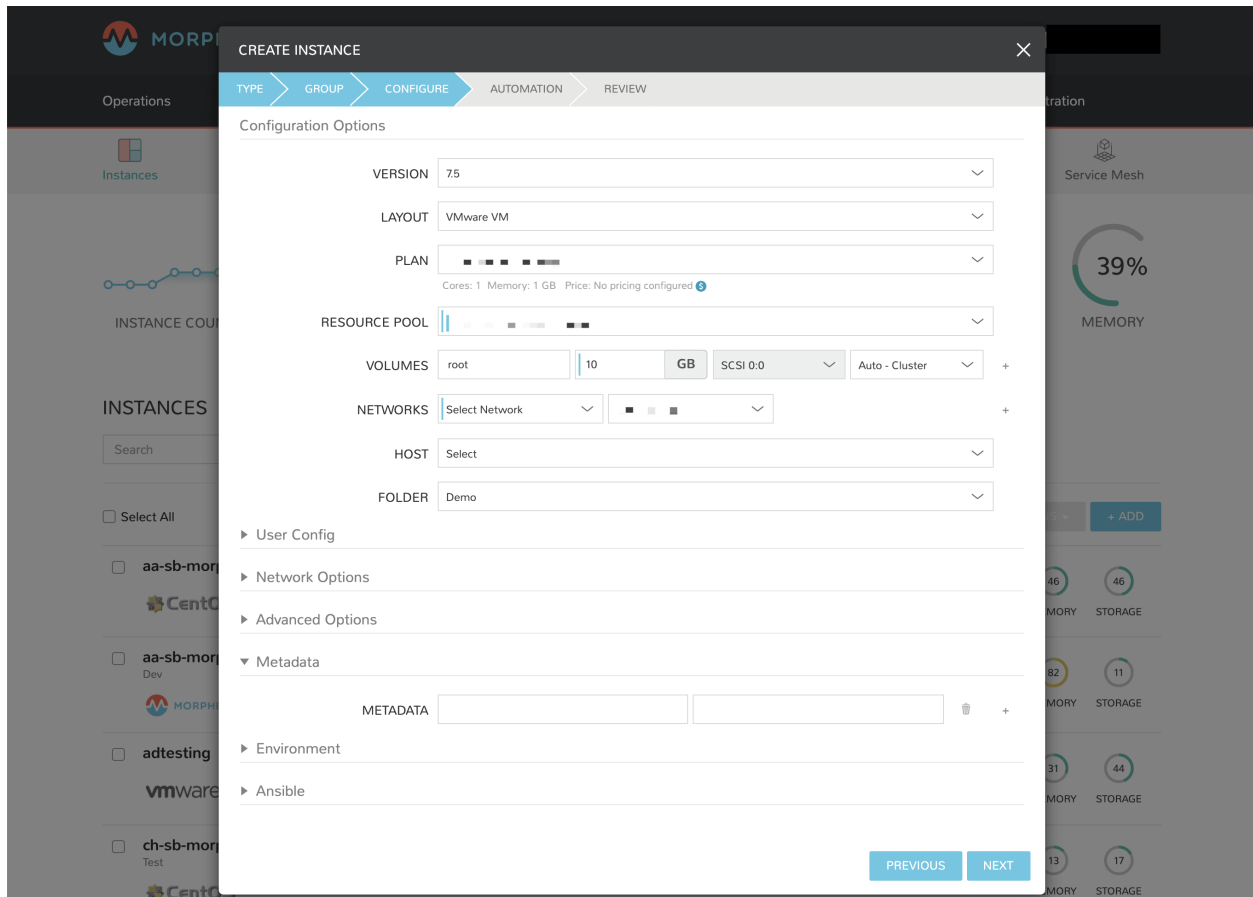 MORP
CREATE INSTANCE
TYPE GROUP CONFIGURE AUTOMATION REVIEW
Operations
tration
Configuration Options
Instances
Service Mesh
VERSION 7.5
LAYOUT VMware VM
PLAN
Cores: 1 Memory: 1 GB Price: No pricing configured $
39%
INSTANCE COU
RESOURCE POOL
MEMORY
VOLUMES root 10 GB SCSI 0:0 Auto - Cluster +
INSTANCES
NETWORKS Select Network +
Search
HOST Select
FOLDER Demo
Select All
+ ADD
User Config
aa-sb-mor
Network Options
46 46
CentO
MORY STORAGE
Advanced Options
aa-sb-mor
Metadata
Dev
82 11
MORPH
MORY STORAGE
METADATA +
Environment
adtesting
31 44
vmware
Ansible
MORY STORAGE
ch-sb-mor
Test
PREVIOUS NEXT
13 17
CentO
MORY STORAGE